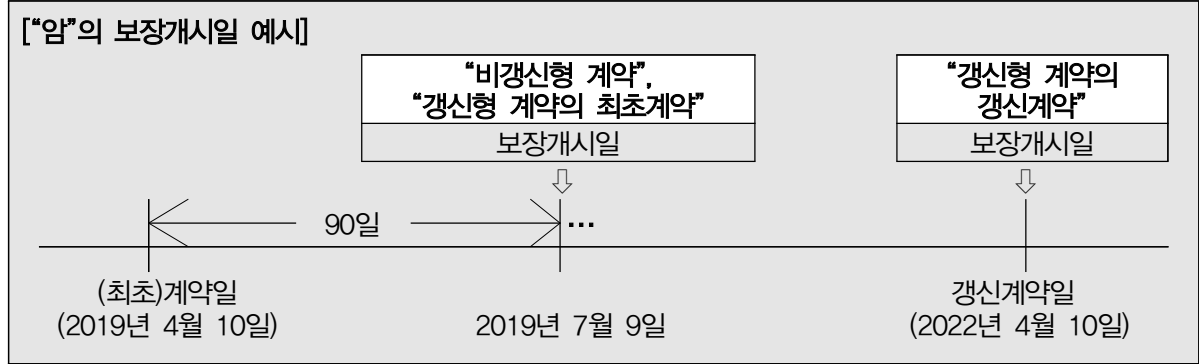 [“암”의 보장개시일 예시]
“비갱신형 계약”,
“갱신형 계약의 최초계약”
보장개시일
“갱신형 계약의
갱신계약”
보장개시일
90일
...
(최초)계약일
(2019년 4월 10일)
2019년 7월 9일
갱신계약일
(2022년 4월 10일)